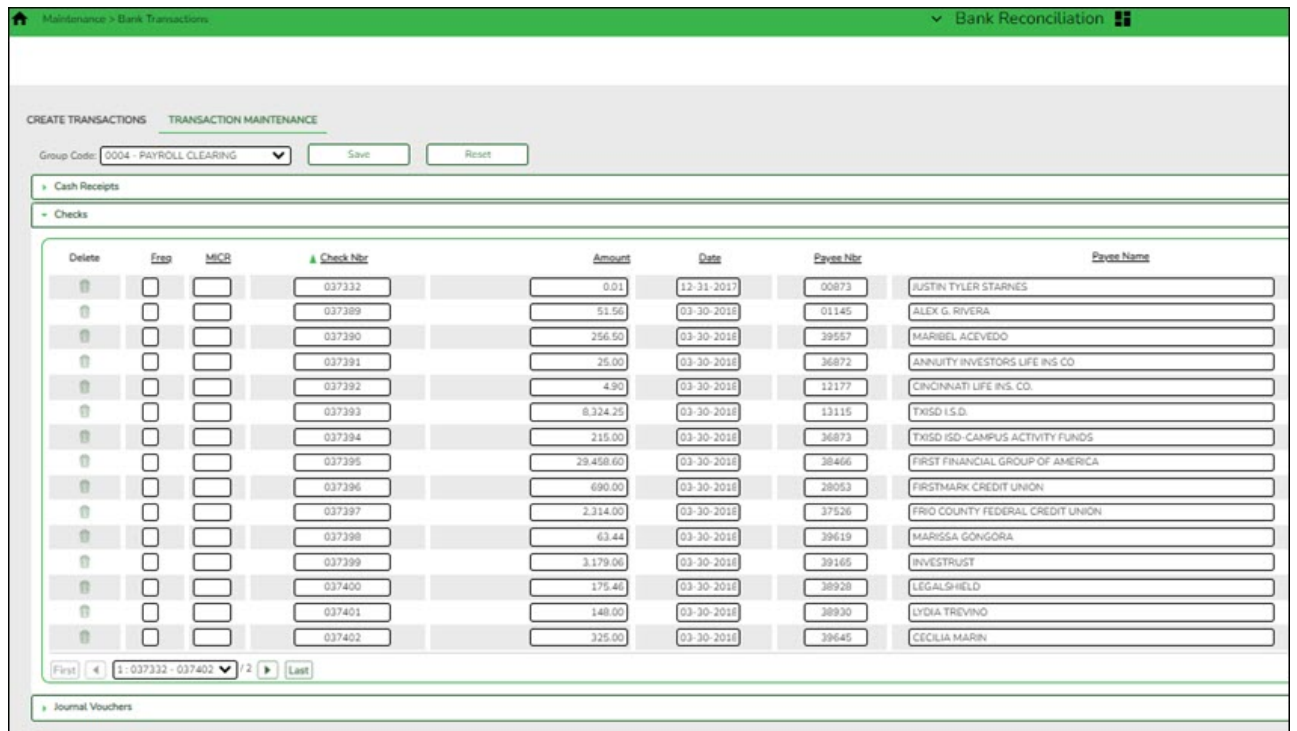 Maintenance > Bank Transactions Bank Reconciliation
CREATE TRANSACTIONS TRANSACTION MAINTENANCE
Group Code: 0004 - PAYROLL CLEARING Save Reset
Cash Receipts
Checks
Delete Freq MICR Check Nbr Amount Date Payee Nbr Payee Name
037332 0.01 12-31-2017 00873 JUSTIN TYLER STARNES
037389 51.56 03-30-2018 01145 ALEX G. RIVERA
037390 256.50 03-30-2018 39557 MARIBEL ACEVEDO
037391 25.00 03-30-2018 36872 ANNUITY INVESTORS LIFE INS CO
037392 4.90 03-30-2018 12177 CINCINNATI LIFE INS. CO.
037393 8,324.25 03-30-2018 13115 TXISD I.S.D.
037394 215.00 03-30-2018 36873 TXISD ISD-CAMPUS ACTIVITY FUNDS
037395 29,458.60 03-30-2018 38466 FIRST FINANCIAL GROUP OF AMERICA
037396 690.00 03-30-2018 28053 FIRSTMARK CREDIT UNION
037397 2,314.00 03-30-2018 37526 FRIO COUNTY FEDERAL CREDIT UNION
037398 63.44 03-30-2018 39619 MARISSA GONGORA
037399 3,179.06 03-30-2018 39165 INVESTRUST
037400 175.46 03-30-2018 38928 LEGALSHIELD
037401 148.00 03-30-2018 38930 LYDIA TREVINO
037402 325.00 03-30-2018 39645 CECILIA MARIN
First 1 : 037332 - 037402 / 2 Last
Journal Vouchers